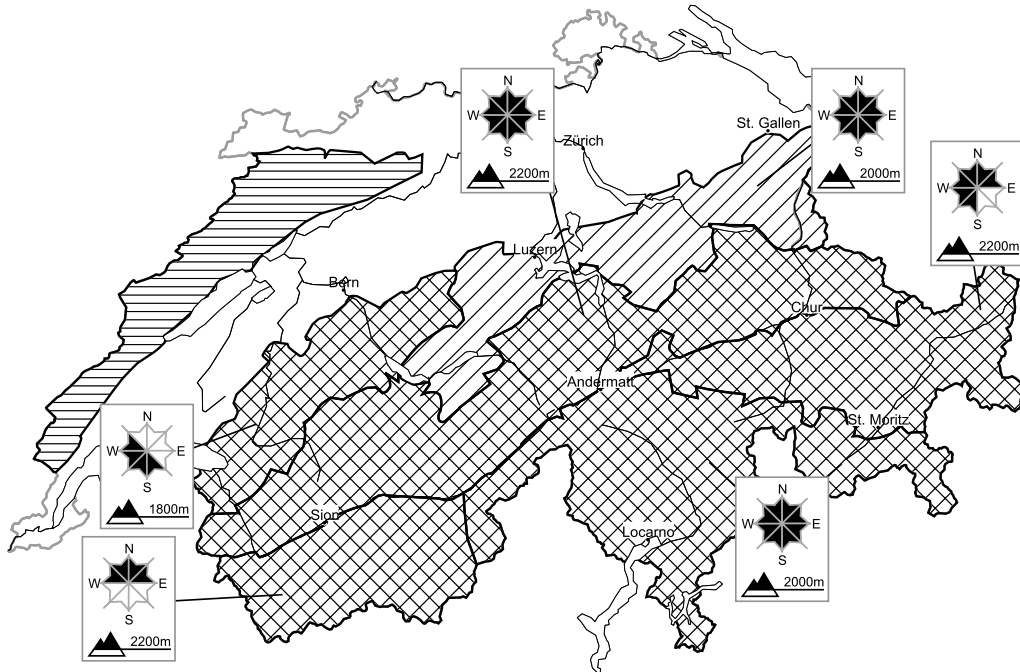 N
W E
S
2200m
N
W E
S
2000m
St. Gallen
Zürich
N
W E
S
2200m
Luzern
Bern
Chur
Andermatt
St. Moritz
N
W E
S
1800m
N
W E
S
2000m
Sion
Locarno
N
W E
S
2200m